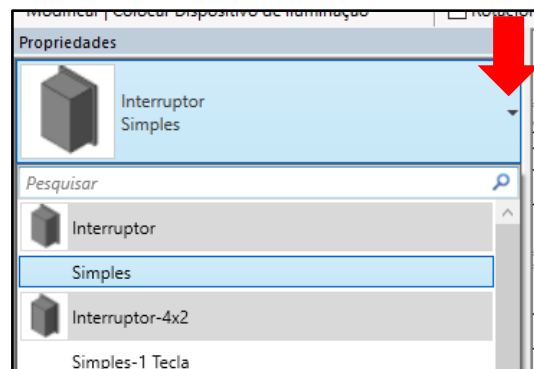 Modificar | Colocar Dispositivo de Iluminação
Propriedades
Interruptor
Simples
Pesquisar
Interruptor
Simples
Interruptor-4x2
Simples-1 Tecla